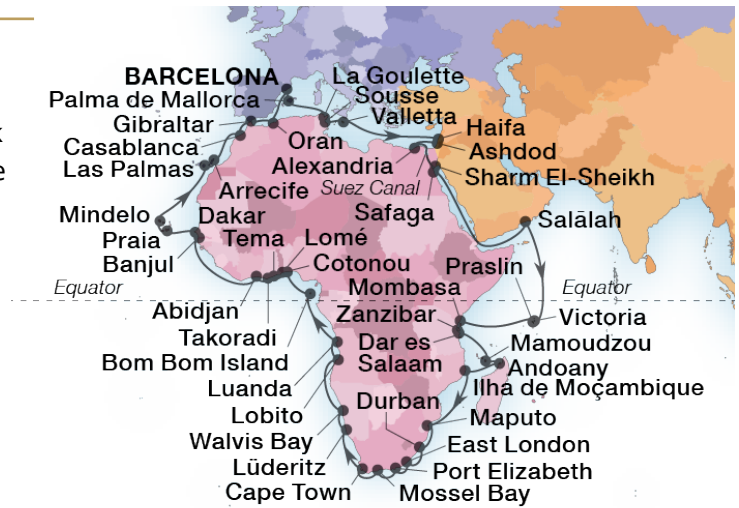 BARCELONA
La Goulette
Palma de Mallorca
Sousse
Valletta
Gibraltar
Haifa
Casablanca
Oran
Ashdod
Las Palmas
Alexandria
Sharm El-Sheikh
Arrecife
Suez Canal
Safaga
Mindelo
Dakar
Salālah
Praia
Tema
Lomé
Banjul
Cotonou
Praslin
Equator
Mombasa
Equator
Abidjan
Zanzibar
Victoria
Takoradi
Dar es
Salaam
Mamoudzou
Bom Bom Island
Andoany
Luanda
Ilha de Moçambique
Durban
Lobito
Maputo
Walvis Bay
East London
Lüderitz
Port Elizabeth
Cape Town
Mossel Bay